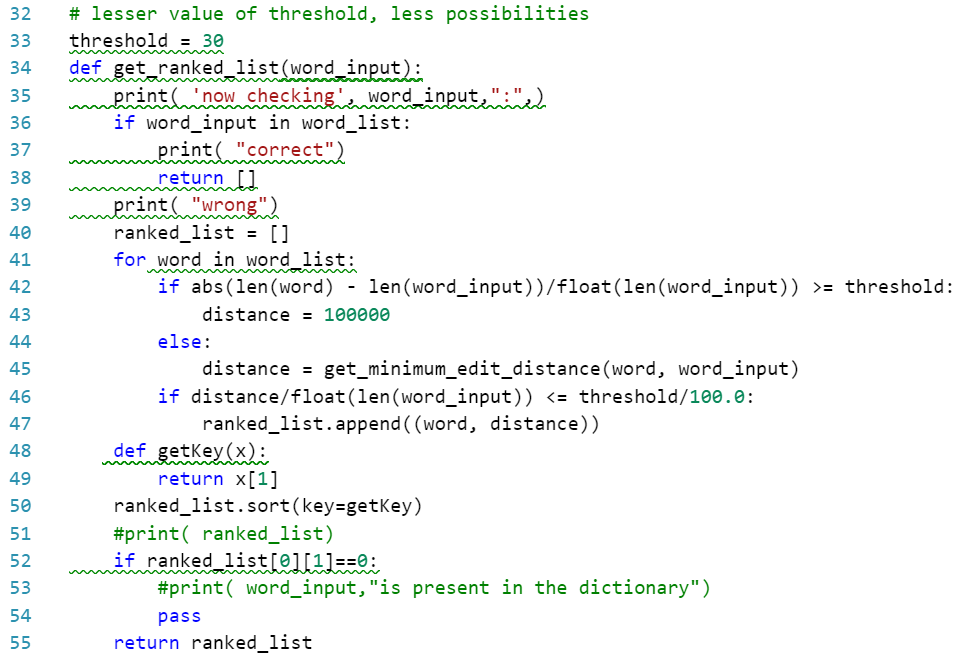 32 # lesser value of threshold, less possibilities
33 threshold = 30
34 def get_ranked_list(word_input):
35     print( 'now checking', word_input,":",)
36     if word_input in word_list:
37         print( "correct")
38         return []
39     print( "wrong")
40     ranked_list = []
41     for word in word_list:
42         if abs(len(word) - len(word_input))/float(len(word_input)) >= threshold:
43             distance = 100000
44         else:
45             distance = get_minimum_edit_distance(word, word_input)
46         if distance/float(len(word_input)) <= threshold/100.0:
47             ranked_list.append((word, distance))
48     def getKey(x):
49         return x[1]
50     ranked_list.sort(key=getKey)
51     #print( ranked_list)
52     if ranked_list[0][1]==0:
53         #print( word_input,"is present in the dictionary")
54         pass
55     return ranked_list